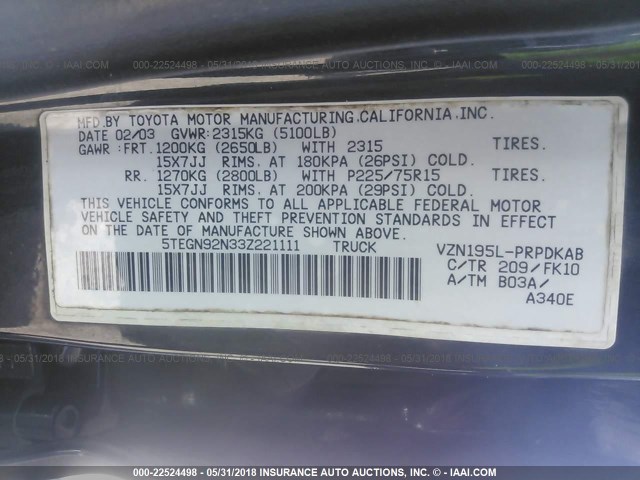 000-22524498 - 05/31/2018 INSURANCE AUTO AUCTIONS - © IAAI.COM
MFD.BY TOYOTA MOTOR MANUFACTURING,CALIFORNIA,INC.
DATE 02/03 GVWR:2315KG (5100LB)
GAWR:FRT.1200KG (2650LB) WITH 2315 TIRES.
15X7JJ RIMS, AT 180KPA (26PSI) COLD.
RR. 1270KG (2800LB) WITH P225/75R15 TIRES.
15X7JJ RIMS, AT 200KPA (29PSI) COLD.
THIS VEHICLE CONFORMS TO ALL APPLICABLE FEDERAL MOTOR
VEHICLE SAFETY AND THEFT PREVENTION STANDARDS IN EFFECT
ON THE DATE OF MANUFACTURE SHOWN ABOVE.
5TEGN92N33Z221111 TRUCK VZN195L-PRPDKAB
C/TR 209/FK10
A/TM B03A/
A340E
000-22524498 - 05/31/2018 INSURANCE AUTO AUCTIONS - © IAAI.COM